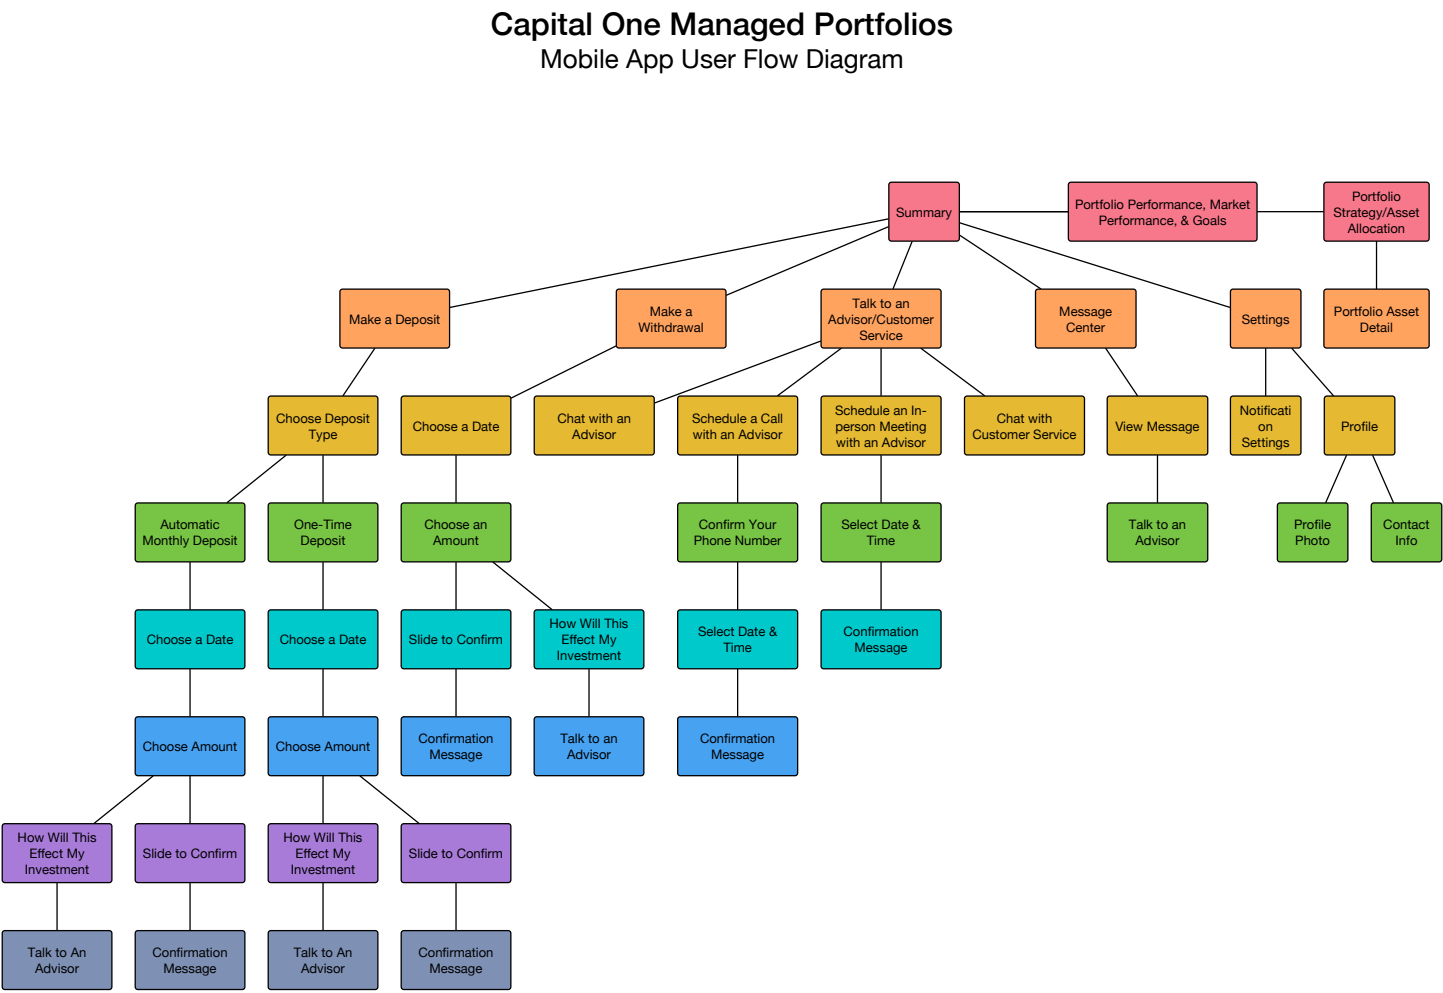 Capital One Managed Portfolios
Mobile App User Flow Diagram
Summary
Portfolio Performance, Market
Performance, & Goals
Portfolio
Strategy/Asset
Allocation
Make a Deposit
Make a
Withdrawal
Talk to an
Advisor/Customer
Service
Message
Center
Settings
Portfolio Asset
Detail
Choose Deposit
Type
Choose a Date
Chat with an
Advisor
Schedule a Call
with an Advisor
Schedule an In-
person Meeting
with an Advisor
Chat with
Customer Service
View Message
Notificati
on
Settings
Profile
Automatic
Monthly Deposit
One-Time
Deposit
Choose an
Amount
Confirm Your
Phone Number
Select Date &
Time
Talk to an
Advisor
Profile
Photo
Contact
Info
Choose a Date
Choose a Date
Slide to Confirm
How Will This
Effect My
Investment
Select Date &
Time
Confirmation
Message
Choose Amount
Choose Amount
Confirmation
Message
Talk to an
Advisor
Confirmation
Message
How Will This
Effect My
Investment
Slide to Confirm
How Will This
Effect My
Investment
Slide to Confirm
Talk to An
Advisor
Confirmation
Message
Talk to An
Advisor
Confirmation
Message